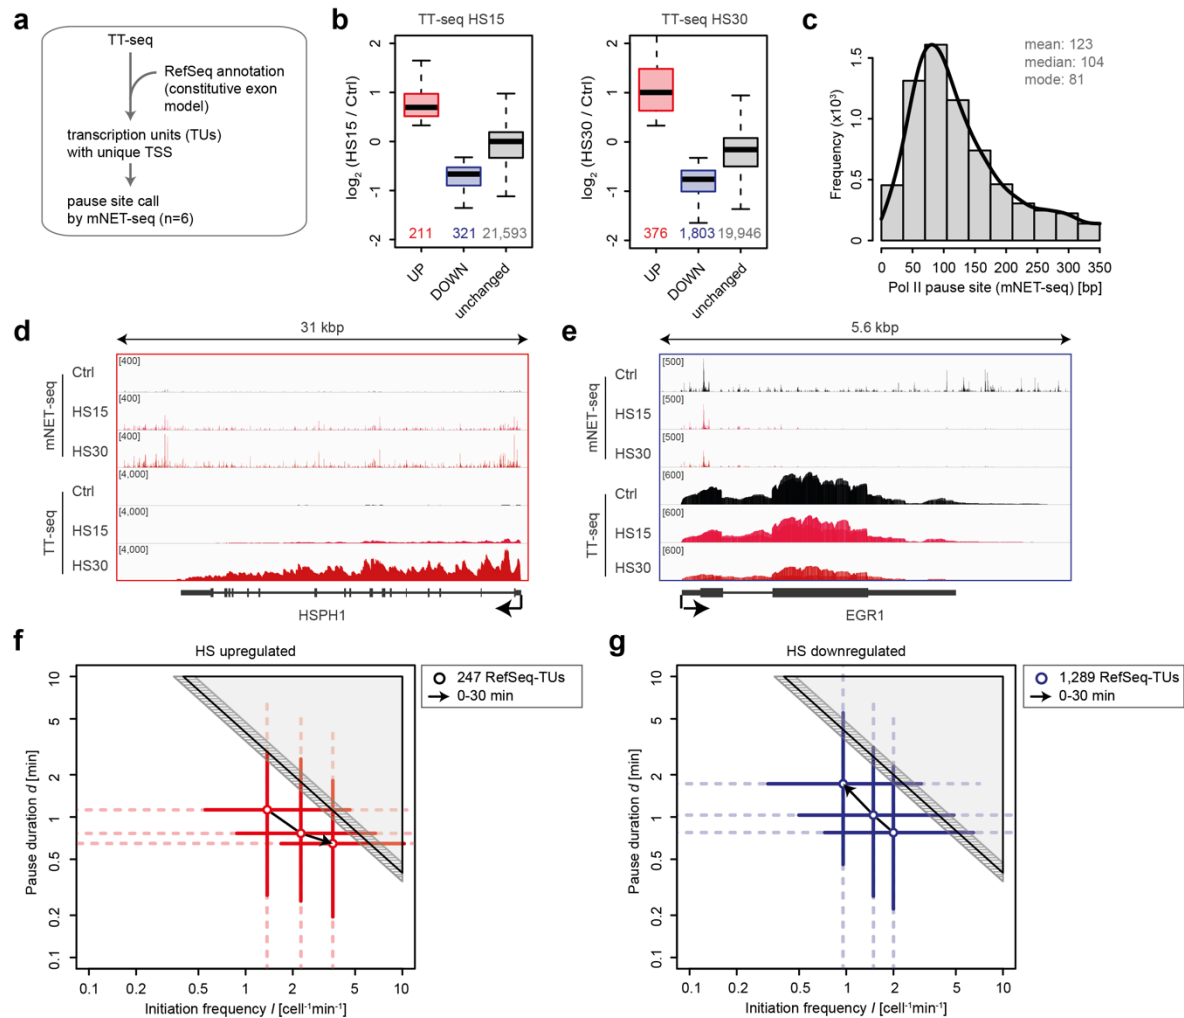 a
TT-seq
RefSeq annotation
(constitutive exon
model)
transcription units (TUs)
with unique TSS
pause site call
by mNET-seq (n=6)
b
TT-seq HS15
log2 (HS15 / Ctrl)
2
1
0
-1
-2
211
321
21,593
UP
DOWN
unchanged
TT-seq HS30
log2 (HS30 / Ctrl)
2
1
0
-1
-2
376
1,803
19,946
UP
DOWN
unchanged
c
mean: 123
median: 104
mode: 81
Frequency (x10³)
1.5
1
0
0 50 100 150 200 250 300 350
Pol II pause site (mNET-seq) [bp]
d
31 kbp
mNET-seq
Ctrl
[400]
HS15
[400]
HS30
[400]
TT-seq
Ctrl
[4,000]
HS15
[4,000]
HS30
[4,000]
HSPH1
e
5.6 kbp
mNET-seq
Ctrl
[500]
HS15
[500]
HS30
[500]
TT-seq
Ctrl
[600]
HS15
[600]
HS30
[600]
EGR1
f
HS upregulated
247 RefSeq-TUs
0-30 min
Pause duration d [min]
10
5
2
1
0.5
0.2
0.1
0.1 0.2 0.5 1 2 5 10
Initiation frequency I [cell⁻¹min⁻¹]
g
HS downregulated
1,289 RefSeq-TUs
0-30 min
Pause duration d [min]
10
5
2
1
0.5
0.2
0.1
0.1 0.2 0.5 1 2 5 10
Initiation frequency I [cell⁻¹min⁻¹]